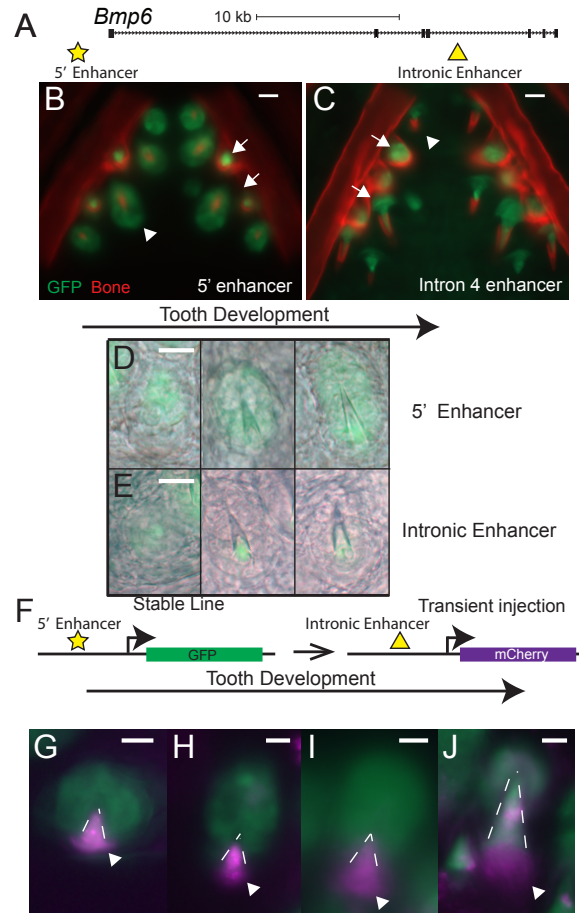 A
Bmp6
10 kb
5' Enhancer
Intronic Enhancer
B
C
GFP Bone
5' enhancer
Intron 4 enhancer
Tooth Development
D
5' Enhancer
E
Intronic Enhancer
F
Stable Line
Transient injection
5' Enhancer
Intronic Enhancer
GFP
mCherry
Tooth Development
G
H
I
J